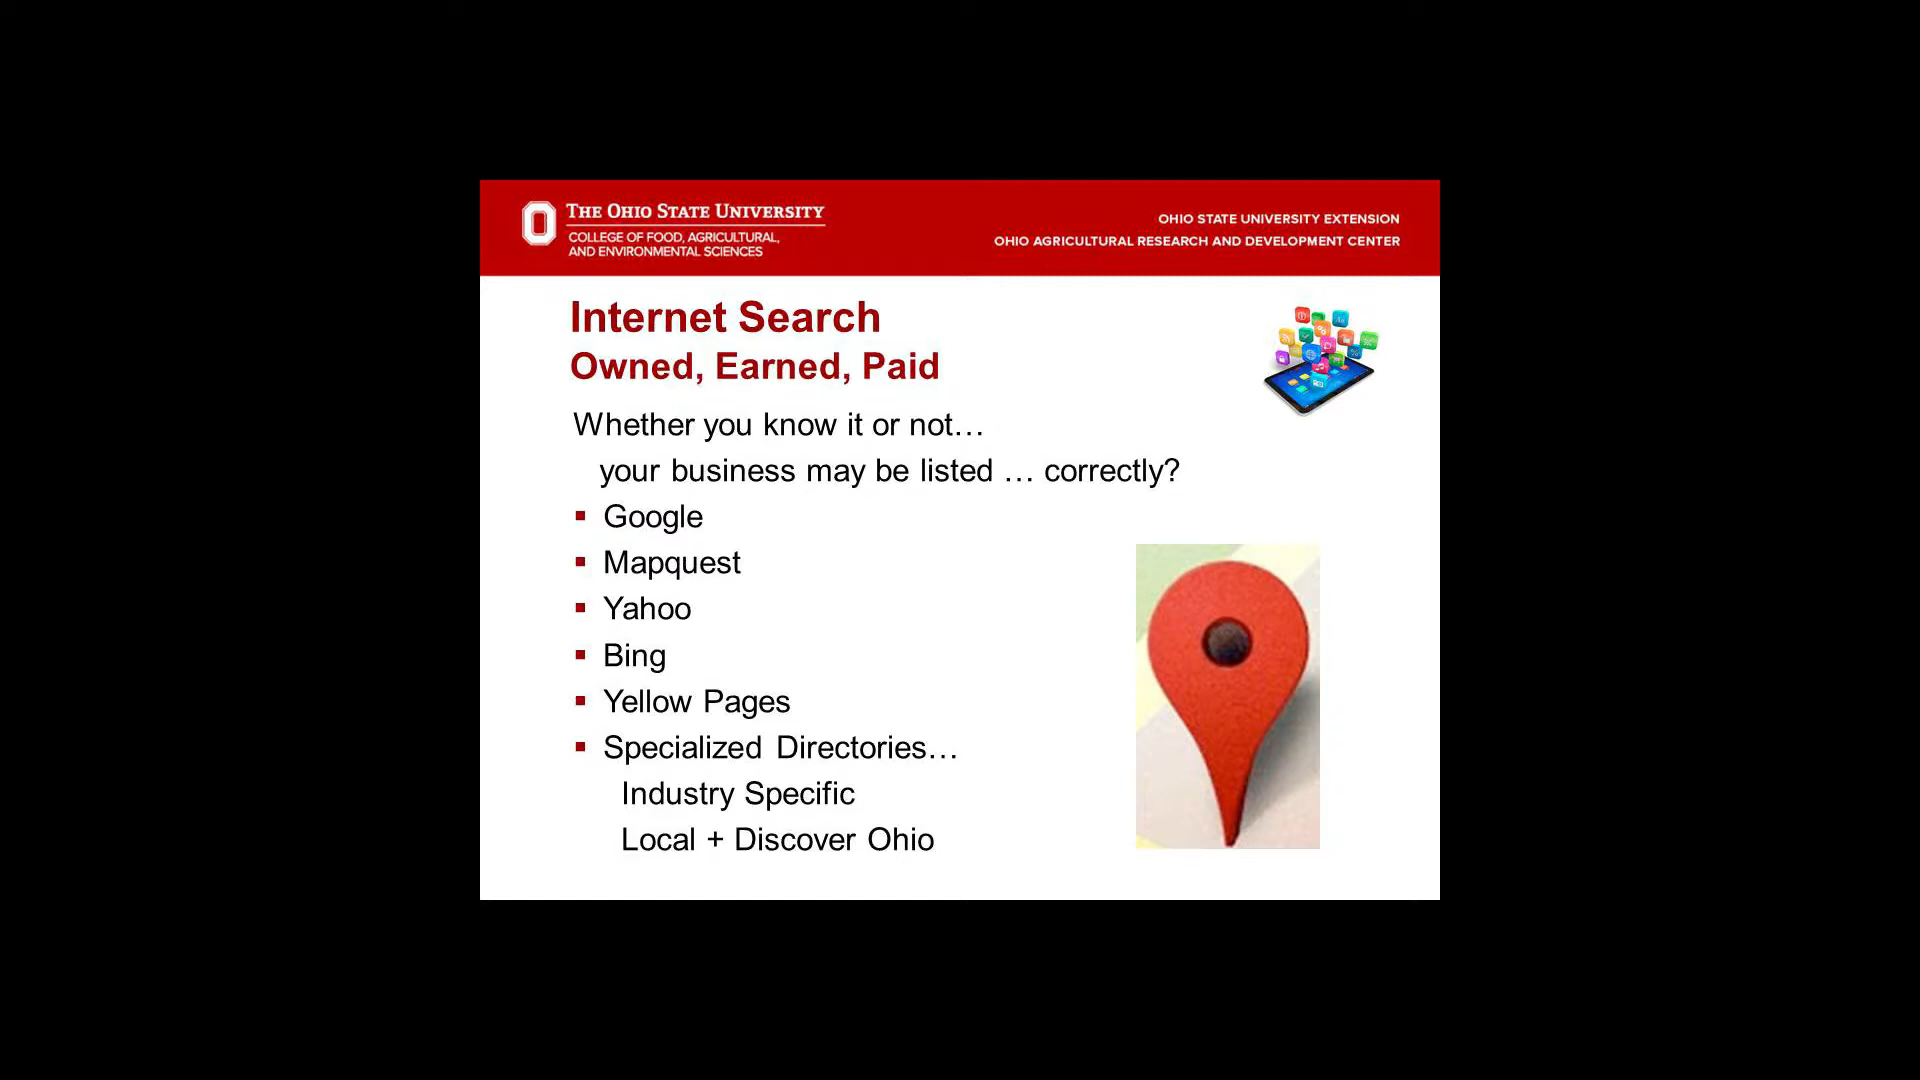 THE OHIO STATE UNIVERSITY
COLLEGE OF FOOD, AGRICULTURAL,
AND ENVIRONMENTAL SCIENCES
OHIO STATE UNIVERSITY EXTENSION
OHIO AGRICULTURAL RESEARCH AND DEVELOPMENT CENTER
Internet Search
Owned, Earned, Paid
Whether you know it or not…
your business may be listed … correctly?
▪ Google
▪ Mapquest
▪ Yahoo
▪ Bing
▪ Yellow Pages
▪ Specialized Directories…
Industry Specific
Local + Discover Ohio